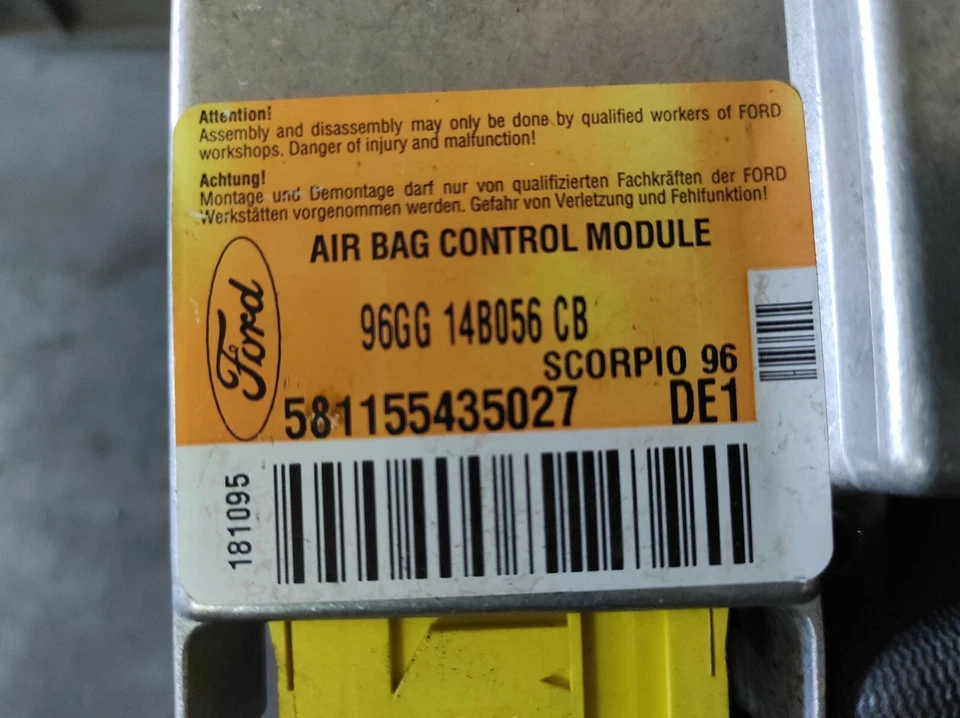 Attention!
Assembly and disassembly may only be done by qualified workers of FORD
workshops. Danger of injury and malfunction!
Achtung!
Montage und Demontage darf nur von qualifizierten Fachkräften der FORD
Werkstätten vorgenommen werden. Gefahr von Verletzung und Fehlfunktion!
AIR BAG CONTROL MODULE
Ford
96GG 14B056 CB
SCORPIO 96
581155435027 DE1
181095